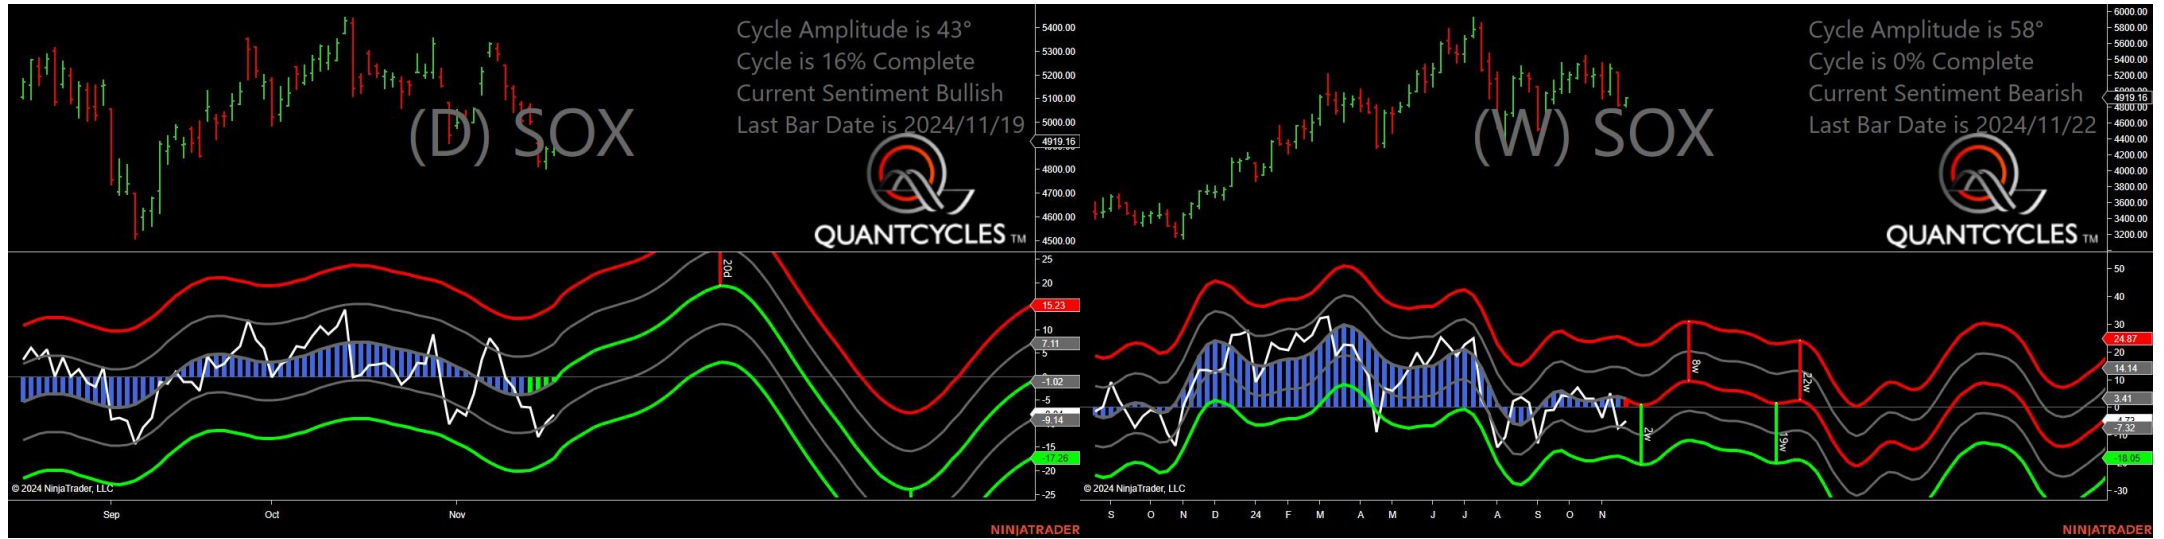 Cycle Amplitude is 43°
Cycle is 16% Complete
Current Sentiment Bullish
Last Bar Date is 2024/11/19
(D) SOX
QUANTCYCLES TM
5400.00
5300.00
5200.00
5100.00
5000.00
4919.16
4800.00
4700.00
4600.00
4500.00
20d
25
20
15.23
10
7.11
5
-1.02
-5
-9.14
-15
-17.26
-20
-25
© 2024 NinjaTrader, LLC
Sep Oct Nov
NINJATRADER
Cycle Amplitude is 58°
Cycle is 0% Complete
Current Sentiment Bearish
Last Bar Date is 2024/11/22
(W) SOX
QUANTCYCLES TM
6000.00
5800.00
5600.00
5400.00
5200.00
4919.16
4800.00
4600.00
4400.00
4200.00
4000.00
3800.00
3600.00
3400.00
3200.00
8w
22w
2w
19w
50
40
30
24.87
20
14.14
10
3.41
0
-7.32
-18.05
-30
© 2024 NinjaTrader, LLC
S O N D 24 F M A M J J A S O N
NINJATRADER